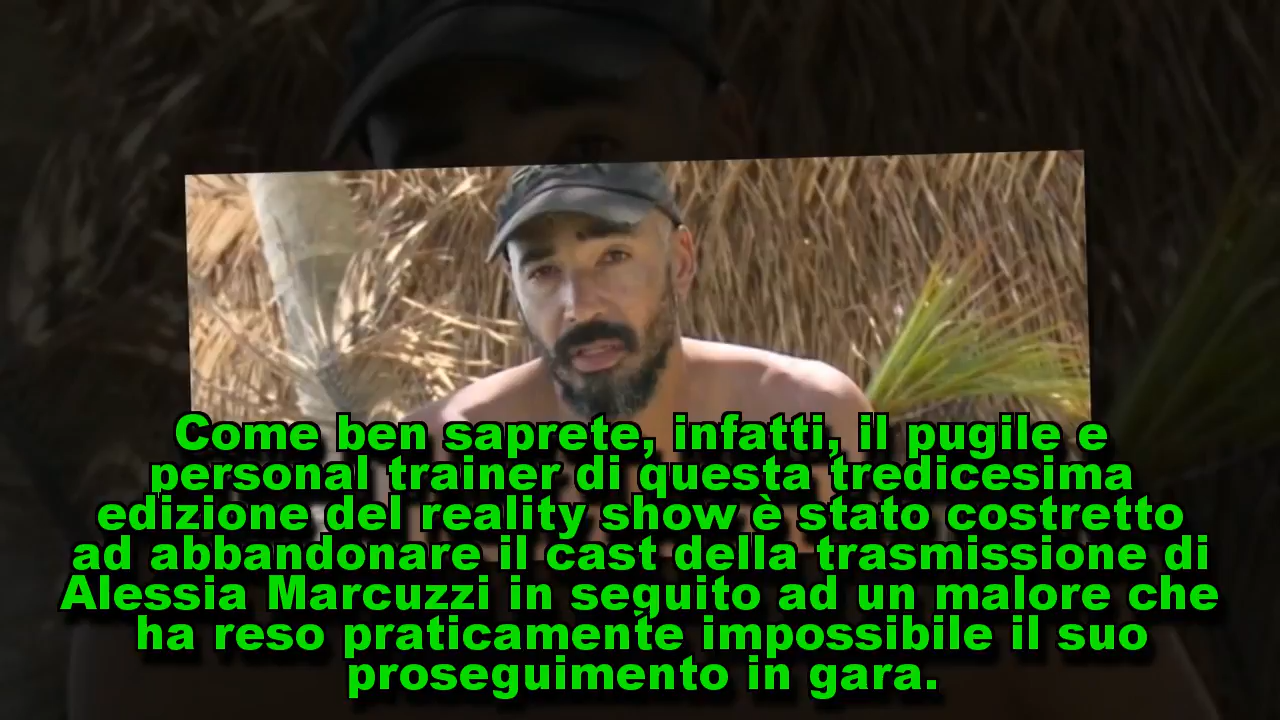 Come ben saprete, infatti, il pugile e
personal trainer di questa tredicesima
edizione del reality show è stato costretto
ad abbandonare il cast della trasmissione di
Alessia Marcuzzi in seguito ad un malore che
ha reso praticamente impossibile il suo
proseguimento in gara.